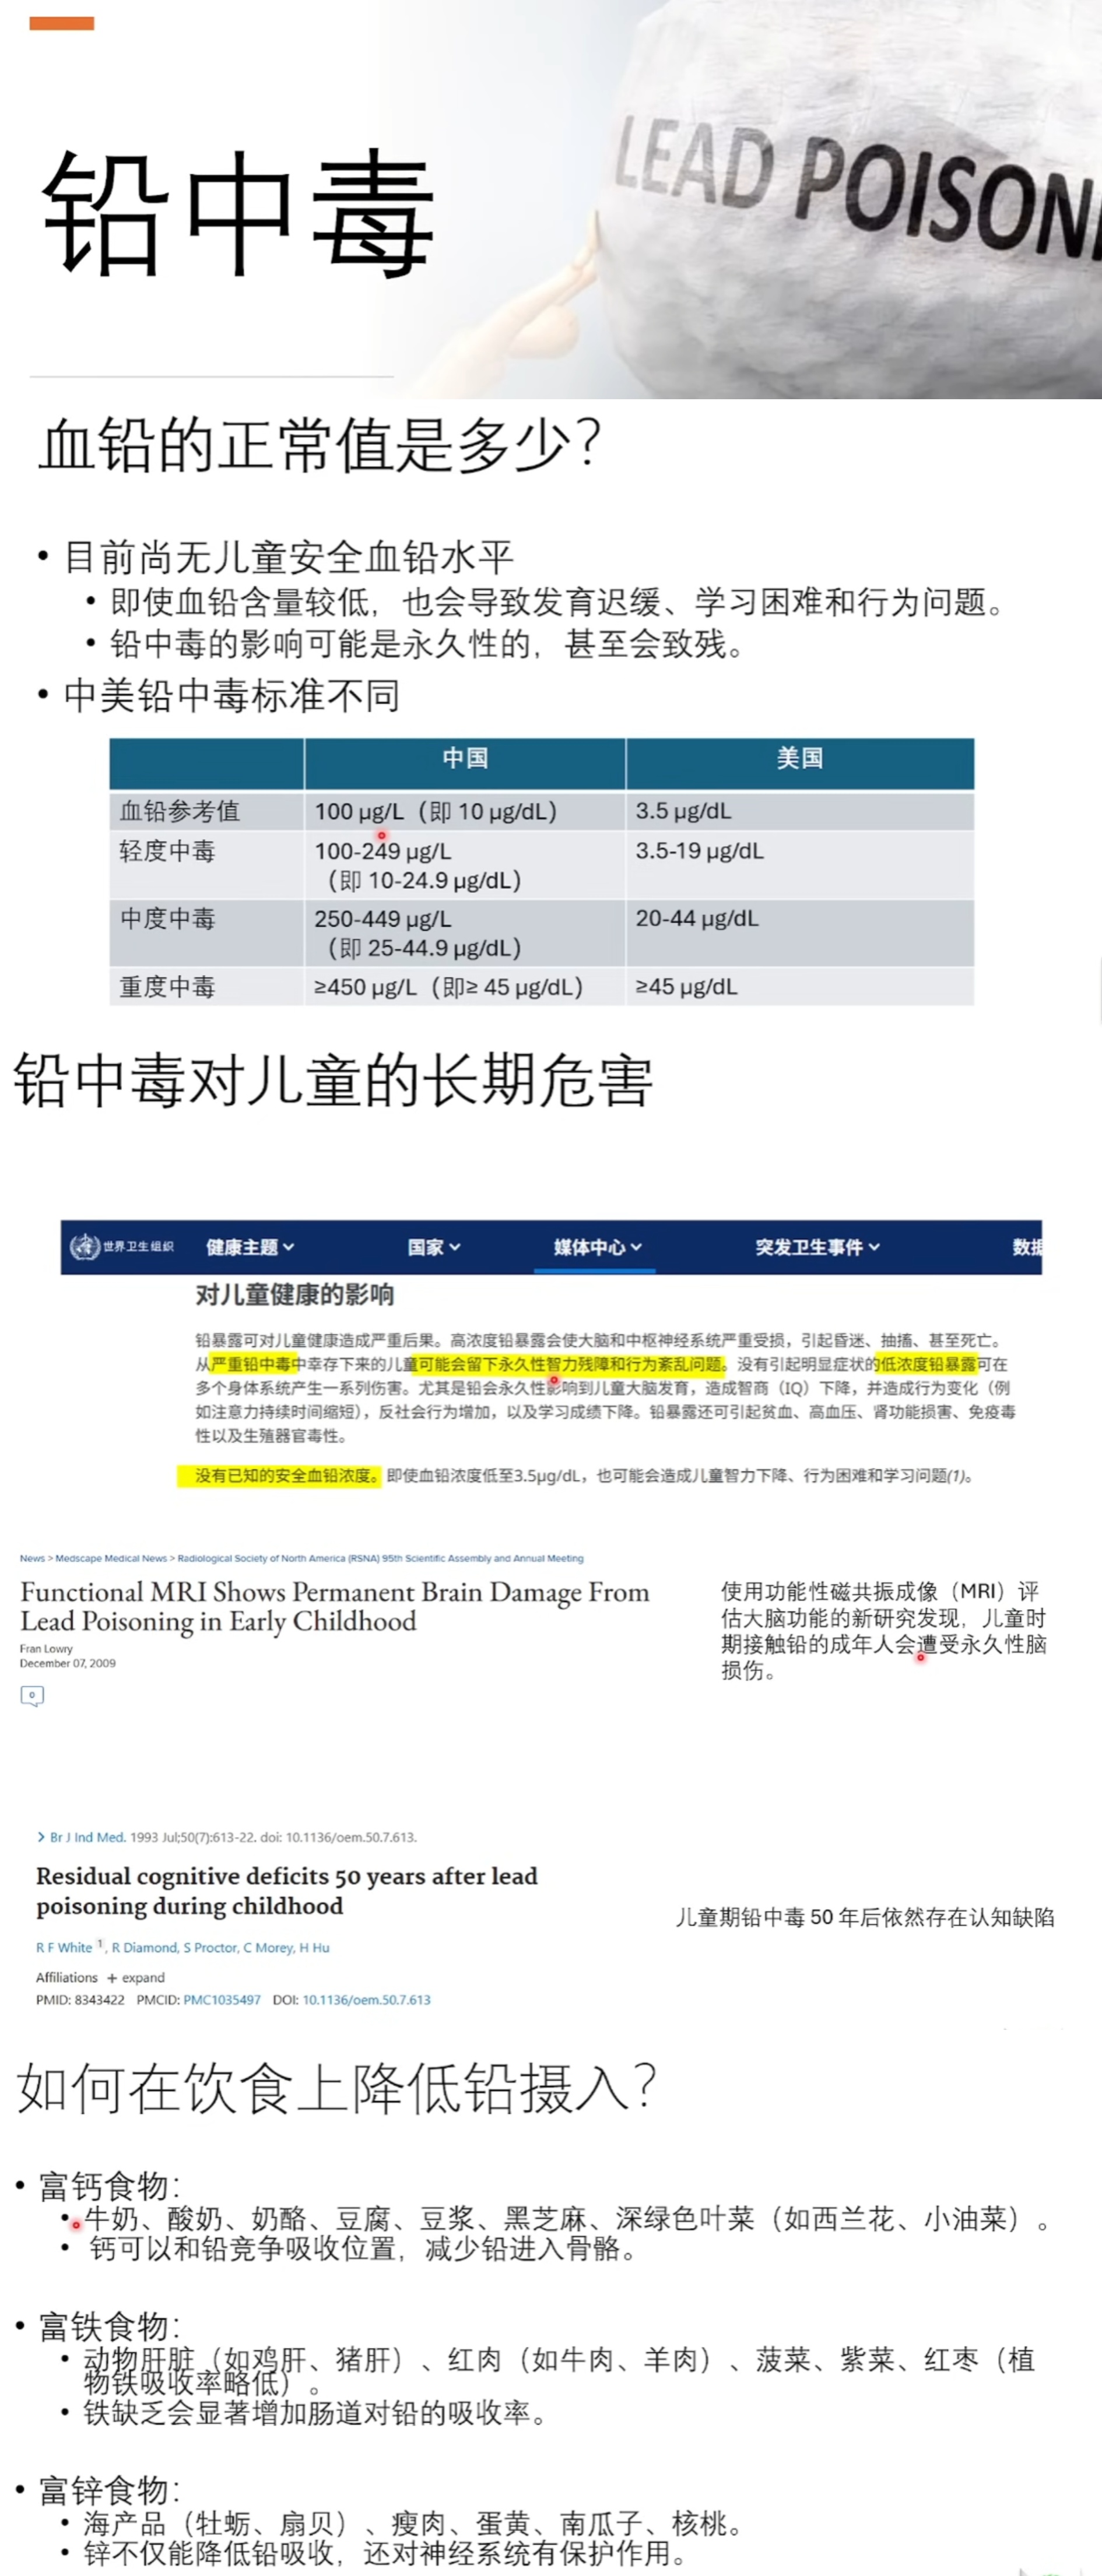 铅中毒
LEAD POISON
血铅的正常值是多少？
• 目前尚无儿童安全血铅水平
• 即使血铅含量较低，也会导致发育迟缓、学习困难和行为问题。
• 铅中毒的影响可能是永久性的，甚至会致残。
• 中美铅中毒标准不同
中国 美国
血铅参考值 100 μg/L（即 10 μg/dL） 3.5 μg/dL
轻度中毒 100-249 μg/L 3.5-19 μg/dL
（即 10-24.9 μg/dL）
中度中毒 250-449 μg/L 20-44 μg/dL
（即 25-44.9 μg/dL）
重度中毒 ≥450 μg/L（即≥ 45 μg/dL） ≥45 μg/dL
铅中毒对儿童的长期危害
世界卫生组织 健康主题 国家 媒体中心 突发卫生事件 数据
对儿童健康的影响
铅暴露可对儿童健康造成严重后果。高浓度铅暴露会使大脑和中枢神经系统严重受损，引起昏迷、抽搐、甚至死亡。
从严重铅中毒中幸存下来的儿童可能会留下永久性智力残障和行为紊乱问题。没有引起明显症状的低浓度铅暴露可在
多个身体系统产生一系列伤害。尤其是铅会永久性影响到儿童大脑发育，造成智商（IQ）下降，并造成行为变化（例
如注意力持续时间缩短），反社会行为增加，以及学习成绩下降。铅暴露还可引起贫血、高血压、肾功能损害、免疫毒
性以及生殖器官毒性。
没有已知的安全血铅浓度。即使血铅浓度低至3.5μg/dL，也可能会造成儿童智力下降、行为困难和学习问题(1)。
News > Medscape Medical News > Radiological Society of North America (RSNA) 95th Scientific Assembly and Annual Meeting
Functional MRI Shows Permanent Brain Damage From
Lead Poisoning in Early Childhood
Fran Lowry
December 07, 2009
0
使用功能性磁共振成像（MRI）评
估大脑功能的新研究发现，儿童时
期接触铅的成年人会遭受永久性脑
损伤。
> Br J Ind Med. 1993 Jul;50(7):613-22. doi: 10.1136/oem.50.7.613.
Residual cognitive deficits 50 years after lead
poisoning during childhood
R F White 1, R Diamond, S Proctor, C Morey, H Hu
Affiliations + expand
PMID: 8343422 PMCID: PMC1035497 DOI: 10.1136/oem.50.7.613
儿童期铅中毒 50 年后依然存在认知缺陷
如何在饮食上降低铅摄入？
• 富钙食物：
• 牛奶、酸奶、奶酪、豆腐、豆浆、黑芝麻、深绿色叶菜（如西兰花、小油菜）。
• 钙可以和铅竞争吸收位置，减少铅进入骨骼。
• 富铁食物：
• 动物肝脏（如鸡肝、猪肝）、红肉（如牛肉、羊肉）、菠菜、紫菜、红枣（植
物铁吸收率略低）。
• 铁缺乏会显著增加肠道对铅的吸收率。
• 富锌食物：
• 海产品（牡蛎、扇贝）、瘦肉、蛋黄、南瓜子、核桃。
• 锌不仅能降低铅吸收，还对神经系统有保护作用。